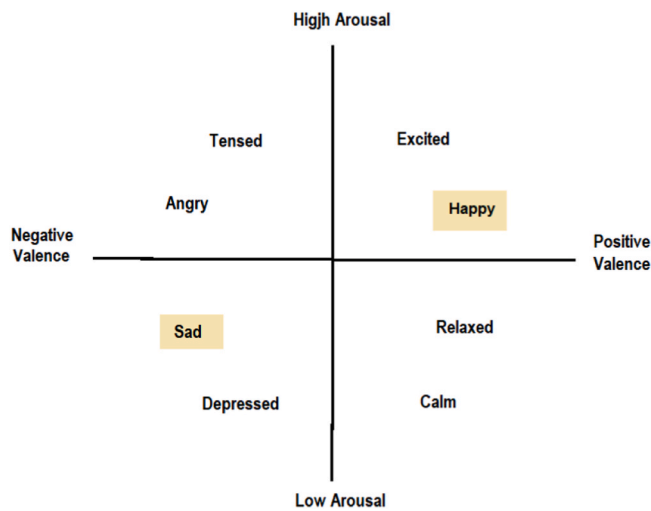 Higjh Arousal
Tensed
Excited
Angry
Happy
Negative
Valence
Positive
Valence
Sad
Relaxed
Depressed
Calm
Low Arousal